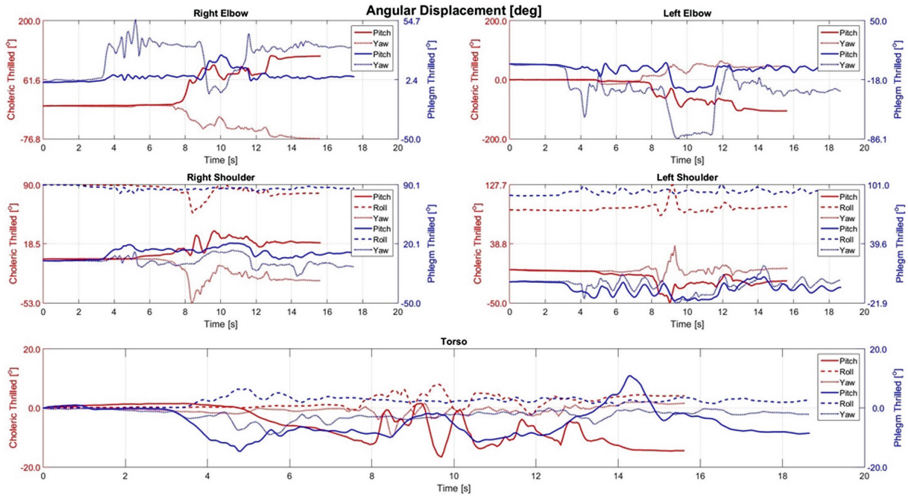 Angular Displacement [deg]
Right Elbow
Left Elbow
Choleric Thrilled [°]
200.0
61.6
-76.8
54.7
2.4
-50.0
Phlegm Thrilled [°]
Pitch
Yaw
Pitch
Yaw
0 2 4 6 8 10 12 14 16 18 20
Time [s]
Choleric Thrilled [°]
200.0
0.0
-200.0
50.0
-18.0
-86.1
Phlegm Thrilled [°]
Pitch
Yaw
Pitch
Yaw
0 2 4 6 8 10 12 14 16 18 20
Time [s]
Right Shoulder
Left Shoulder
Choleric Thrilled [°]
90.0
18.5
-53.0
90.1
20.1
-50.0
Phlegm Thrilled [°]
Pitch
Roll
Yaw
Pitch
Roll
Yaw
0 2 4 6 8 10 12 14 16 18 20
Time [s]
Choleric Thrilled [°]
127.7
38.8
-50.0
101.0
39.6
-21.9
Phlegm Thrilled [°]
Pitch
Roll
Yaw
Pitch
Roll
Yaw
0 2 4 6 8 10 12 14 16 18 20
Time [s]
Torso
Choleric Thrilled [°]
20.0
0.0
-20.0
20.0
0.0
-20.0
Phlegm Thrilled [°]
Pitch
Roll
Yaw
Pitch
Roll
Yaw
0 2 4 6 8 10 12 14 16 18 20
Time [s]